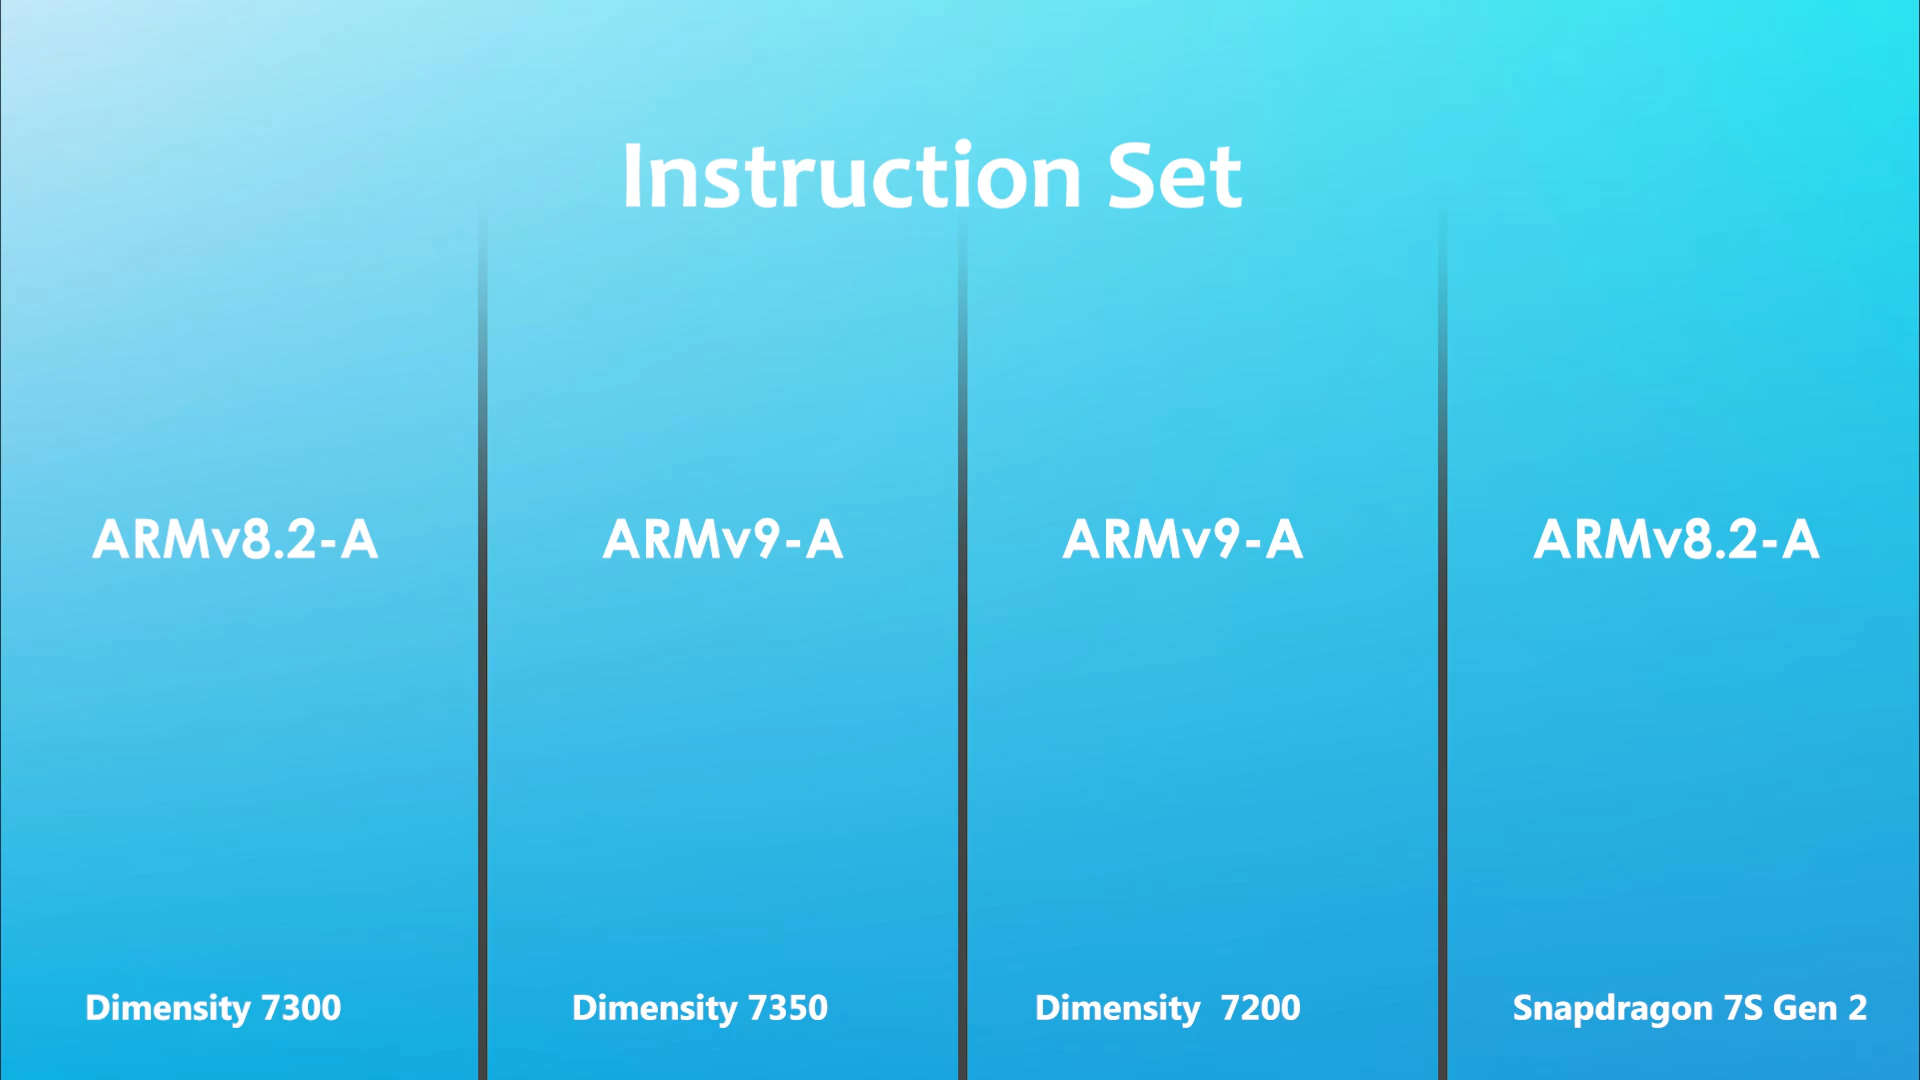 Instruction Set
ARMv8.2-A
ARMv9-A
ARMv9-A
ARMv8.2-A
Dimensity 7300
Dimensity 7350
Dimensity  7200
Snapdragon 7S Gen 2